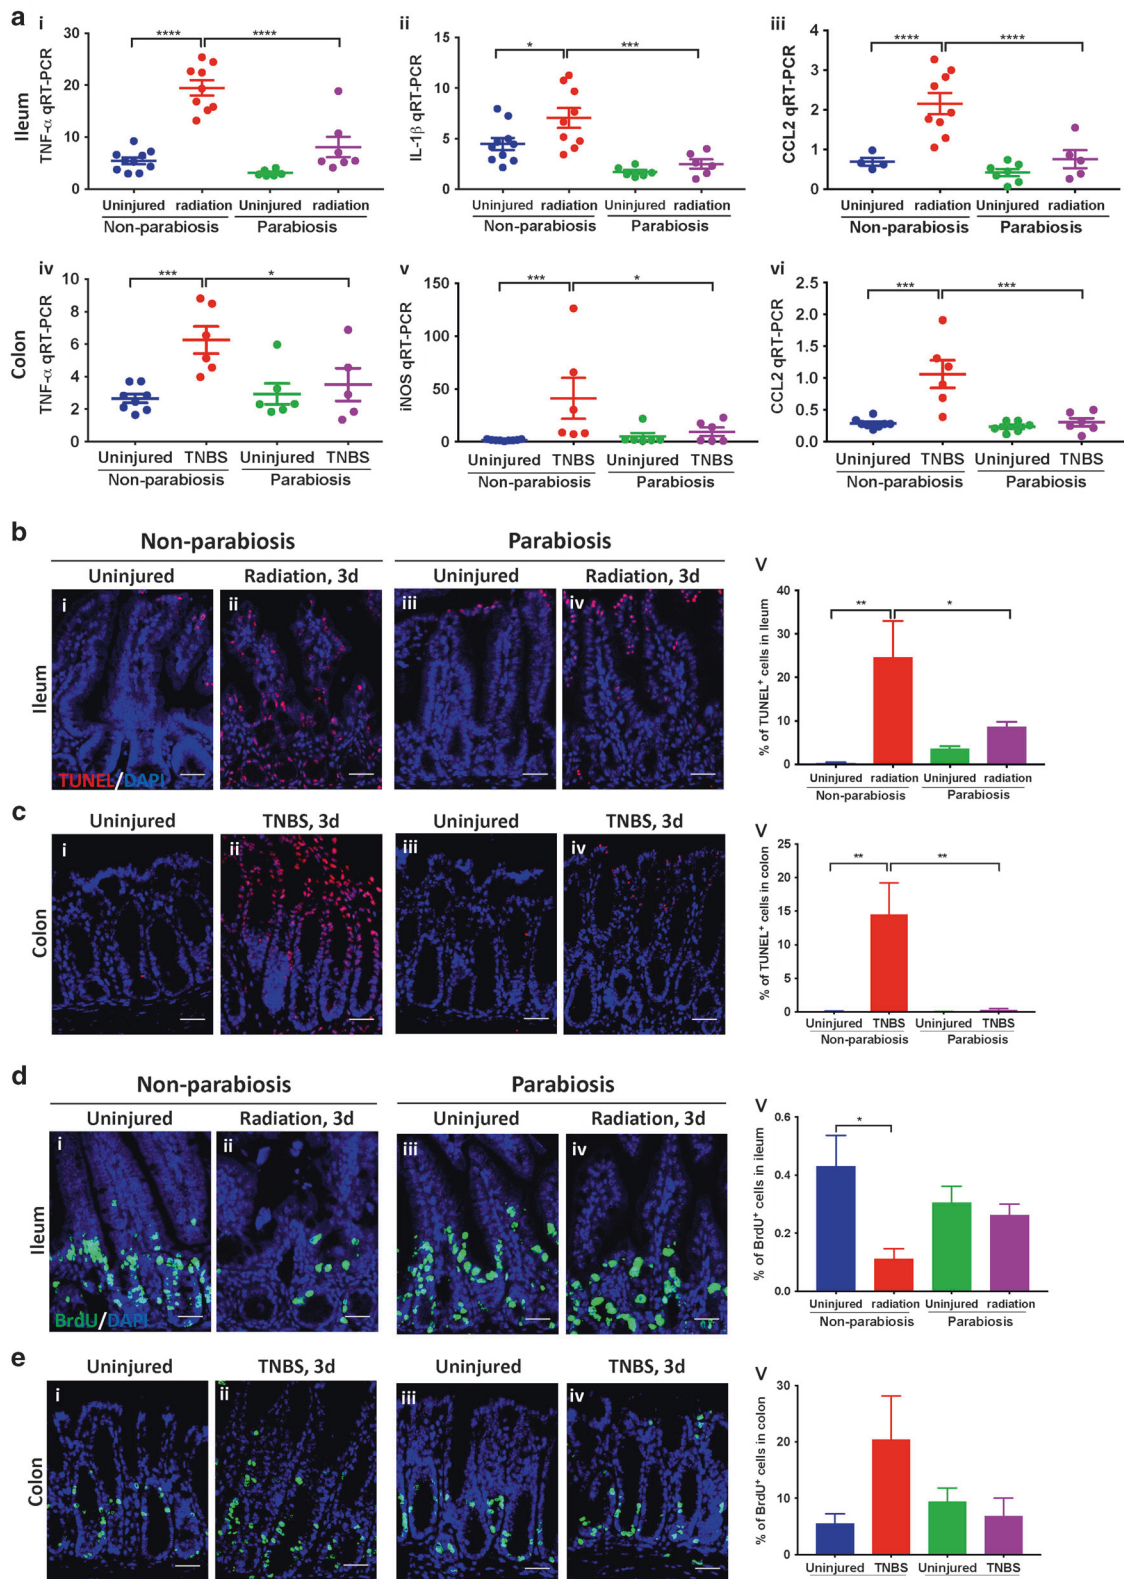 a
i
Ileum
TNF-α qRT-PCR
30
20
10
0
****
****
Uninjured radiation Uninjured radiation
Non-parabiosis Parabiosis
ii
IL-1β qRT-PCR
15
10
5
0
*
***
Uninjured radiation Uninjured radiation
Non-parabiosis Parabiosis
iii
CCL2 qRT-PCR
4
3
2
1
0
****
****
Uninjured radiation Uninjured radiation
Non-parabiosis Parabiosis
iv
Colon
TNF-α qRT-PCR
10
8
6
4
2
0
***
*
Uninjured TNBS Uninjured TNBS
Non-parabiosis Parabiosis
v
iNOS qRT-PCR
150
100
50
0
***
*
Uninjured TNBS Uninjured TNBS
Non-parabiosis Parabiosis
vi
CCL2 qRT-PCR
2.5
2.0
1.5
1.0
0.5
0.0
***
***
Uninjured TNBS Uninjured TNBS
Non-parabiosis Parabiosis
b
Non-parabiosis Parabiosis
Uninjured Radiation, 3d Uninjured Radiation, 3d
Ileum
i ii iii iv
TUNEL/DAPI
V
% of TUNEL+ cells in Ileum
40
30
20
10
0
**
*
Uninjured radiation Uninjured radiation
Non-parabiosis Parabiosis
c
Uninjured TNBS, 3d Uninjured TNBS, 3d
Colon
i ii iii iv
V
% of TUNEL+ cells in colon
25
20
15
10
5
0
**
**
Uninjured TNBS Uninjured TNBS
Non-parabiosis Parabiosis
d
Non-parabiosis Parabiosis
Uninjured Radiation, 3d Uninjured Radiation, 3d
Ileum
i ii iii iv
BrdU/DAPI
V
% of BrdU+ cells in ileum
0.6
0.4
0.2
0.0
*
Uninjured radiation Uninjured radiation
Non-parabiosis Parabiosis
e
Uninjured TNBS, 3d Uninjured TNBS, 3d
Colon
i ii iii iv
V
% of BrdU+ cells in colon
30
20
10
0
Uninjured TNBS Uninjured TNBS